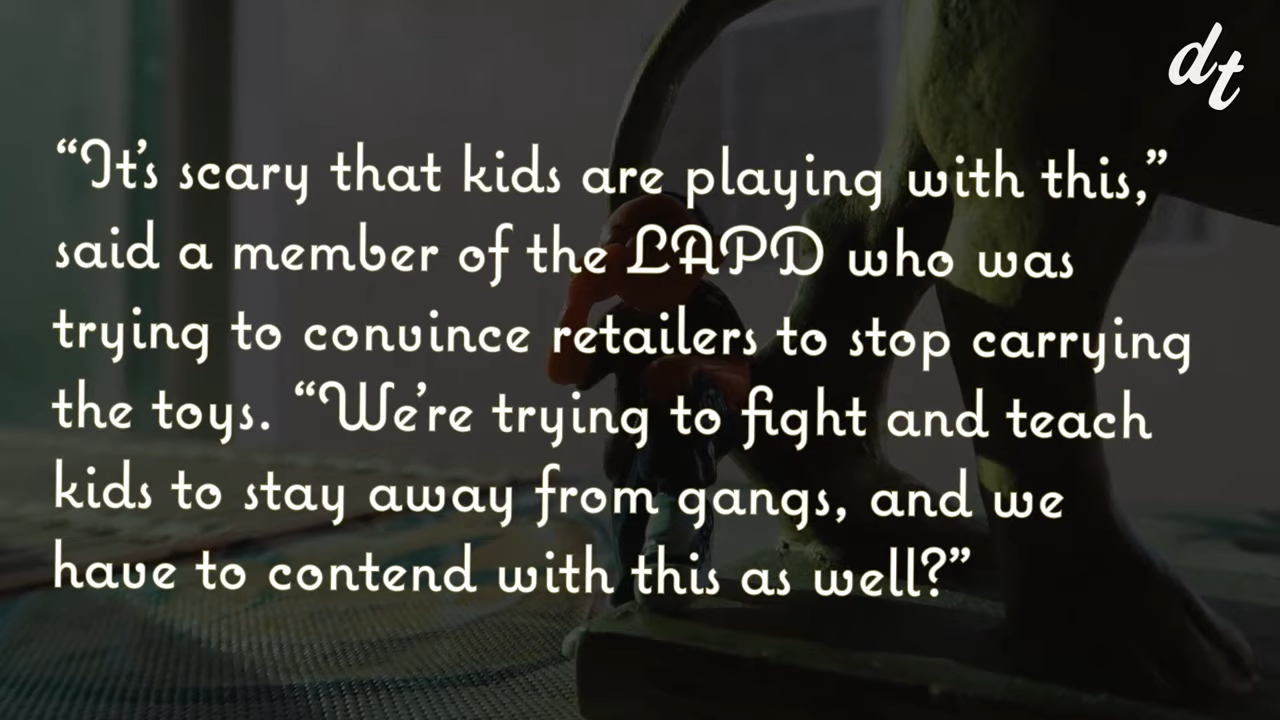 dt
“It’s scary that kids are playing with this,”
said a member of the LAPD who was
trying to convince retailers to stop carrying
the toys. “We’re trying to fight and teach
kids to stay away from gangs, and we
have to contend with this as well?”